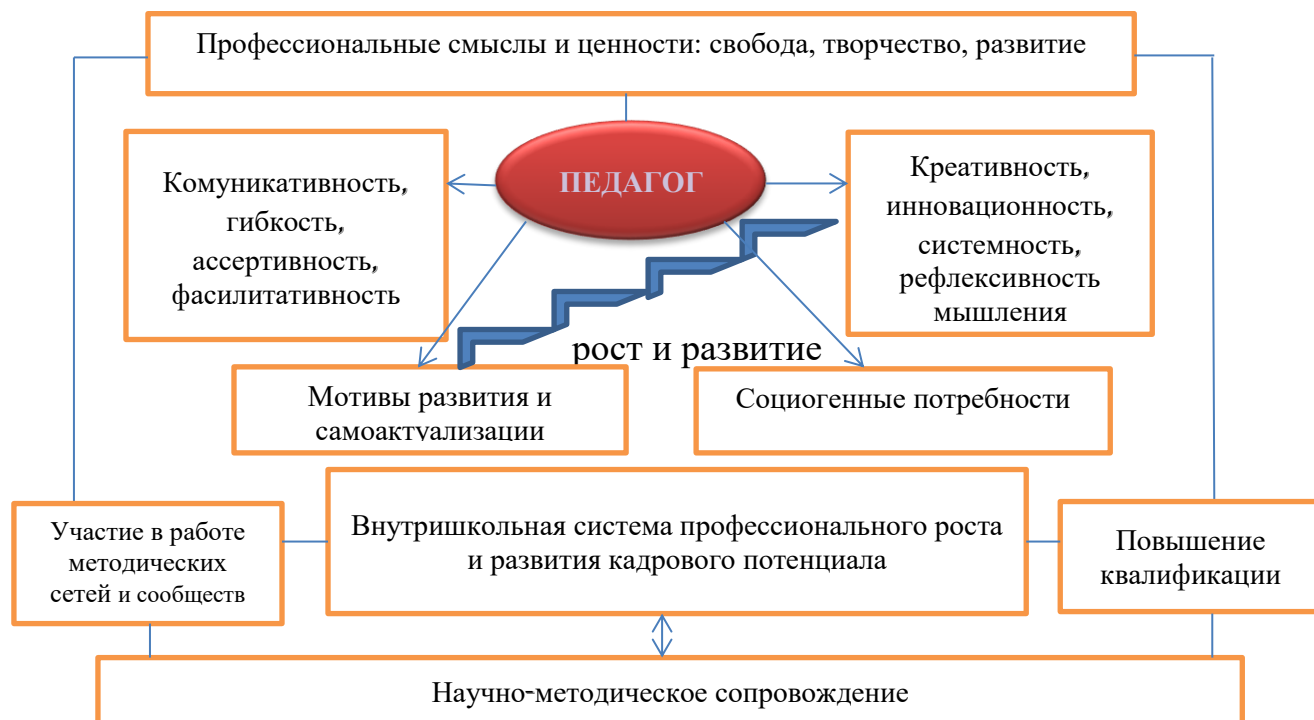 Профессиональные смыслы и ценности: свобода, творчество, развитие
ПЕДАГОГ
Комуникативность,
гибкость,
ассертивность,
фасилитативность
Креативность,
инновационность,
системность,
рефлексивность
мышления
рост и развитие
Мотивы развития и
самоактуализации
Социогенные потребности
Участие в работе
методических
сетей и сообществ
Внутришкольная система профессионального роста
и развития кадрового потенциала
Повышение
квалификации
Научно-методическое сопровождение